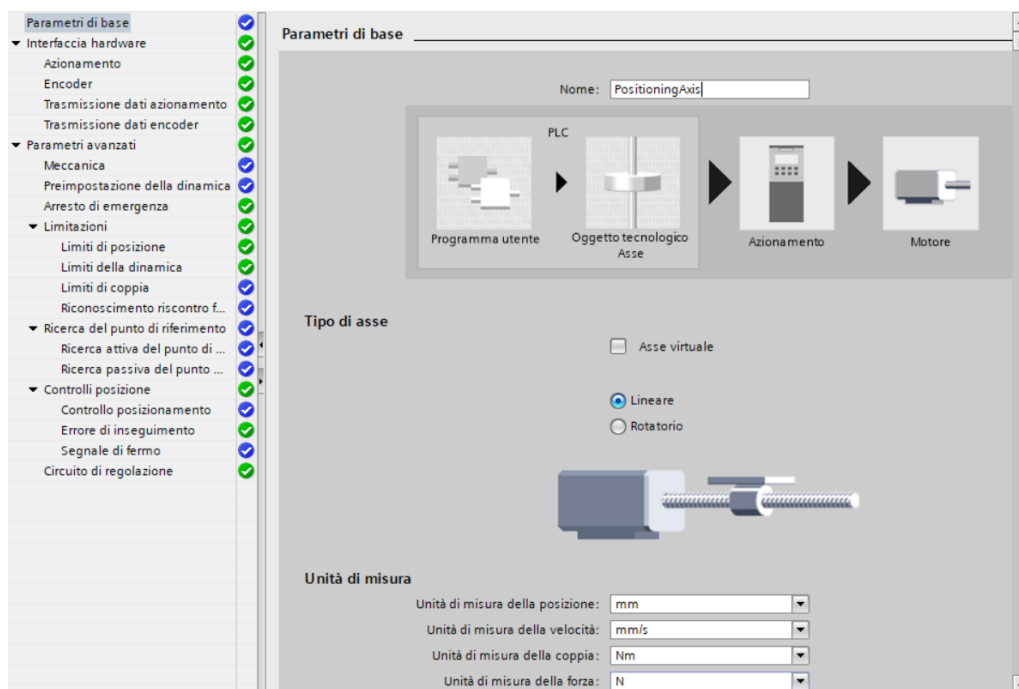 Parametri di base
Interfaccia hardware
Azionamento
Encoder
Trasmissione dati azionamento
Trasmissione dati encoder
Parametri avanzati
Meccanica
Preimpostazione della dinamica
Arresto di emergenza
Limitazioni
Limiti di posizione
Limiti della dinamica
Limiti di coppia
Riconoscimento riscontro f...
Ricerca del punto di riferimento
Ricerca attiva del punto di ...
Ricerca passiva del punto ...
Controlli posizione
Controllo posizionamento
Errore di inseguimento
Segnale di fermo
Circuito di regolazione
Parametri di base
Nome: PositioningAxis
PLC
Programma utente
Oggetto tecnologico
Asse
Azionamento
Motore
Tipo di asse
Asse virtuale
Lineare
Rotatorio
Unità di misura
Unità di misura della posizione: mm
Unità di misura della velocità: mm/s
Unità di misura della coppia: Nm
Unità di misura della forza: N